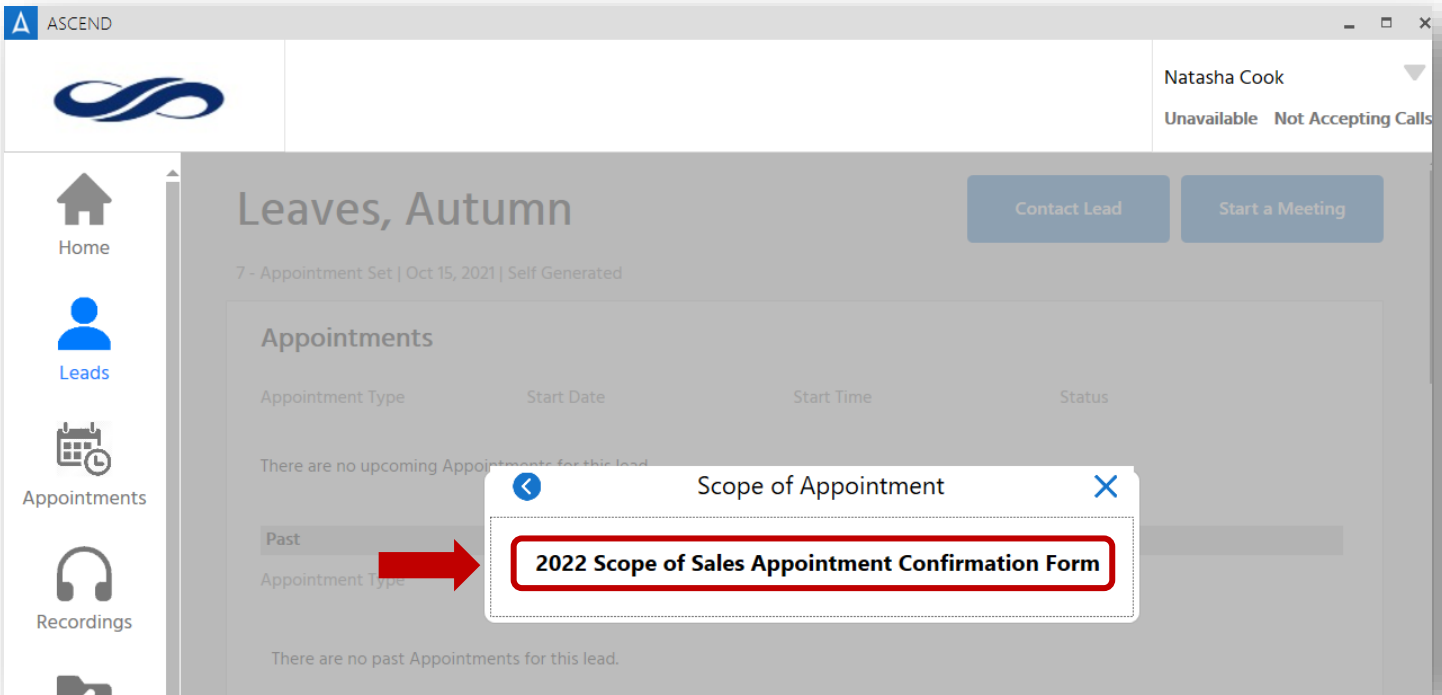 ASCEND
Natasha Cook
Unavailable Not Accepting Calls
Home
Leads
Appointments
Recordings
Leaves, Autumn
Contact Lead
Start a Meeting
7 - Appointment Set | Oct 15, 2021 | Self Generated
Appointments
Appointment Type Start Date Start Time Status
There are no upcoming Appointments for this lead
Scope of Appointment
2022 Scope of Sales Appointment Confirmation Form
Past
Appointment Type
There are no past Appointments for this lead.